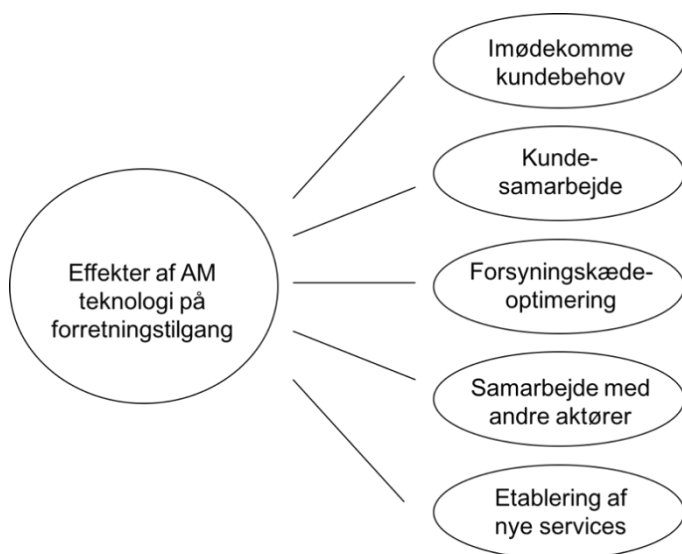 Effekter af AM
teknologi på
forretningstilgang
Imødekomme
kundebehov
Kunde-
samarbejde
Forsyningskæde-
optimering
Samarbejde med
andre aktører
Etablering af
nye services